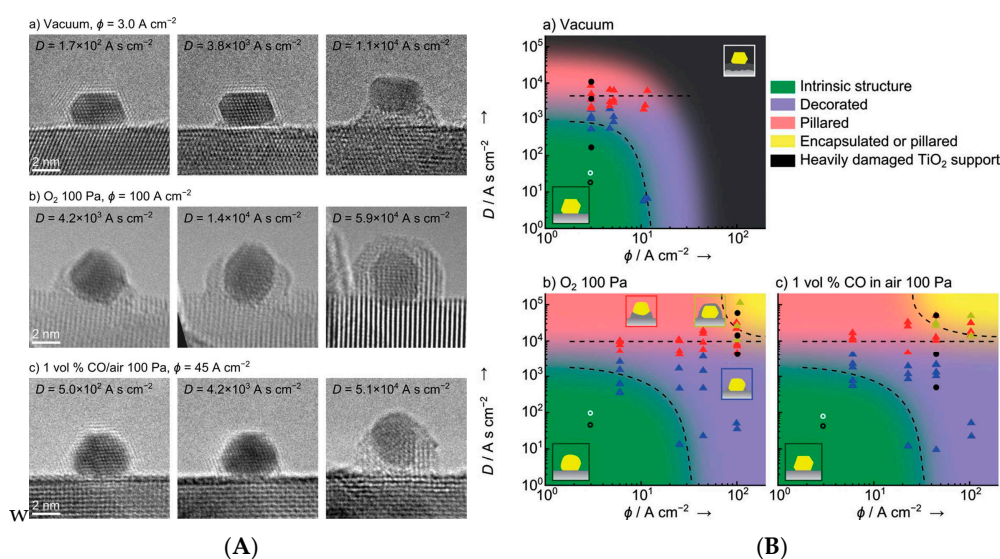 a) Vacuum, ϕ = 3.0 A cm⁻²
D = 1.7×10² A s cm⁻²
D = 3.8×10³ A s cm⁻²
D = 1.1×10⁴ A s cm⁻²
2 nm
b) O₂ 100 Pa, ϕ = 100 A cm⁻²
D = 4.2×10³ A s cm⁻²
D = 1.4×10⁴ A s cm⁻²
D = 5.9×10⁴ A s cm⁻²
2 nm
c) 1 vol % CO/air 100 Pa, ϕ = 45 A cm⁻²
D = 5.0×10² A s cm⁻²
D = 4.2×10³ A s cm⁻²
D = 5.1×10⁴ A s cm⁻²
2 nm
w
(A)
a) Vacuum
D / A s cm⁻² →
10⁵
10⁴
10³
10²
10¹
10⁰
10⁰ 10¹ 10²
ϕ / A cm⁻² →
Intrinsic structure
Decorated
Pillared
Encapsulated or pillared
Heavily damaged TiO₂ support
b) O₂ 100 Pa
D / A s cm⁻² →
10⁵
10⁴
10³
10²
10¹
10⁰
10⁰ 10¹ 10²
ϕ / A cm⁻² →
c) 1 vol % CO in air 100 Pa
10⁰ 10¹ 10²
ϕ / A cm⁻² →
(B)